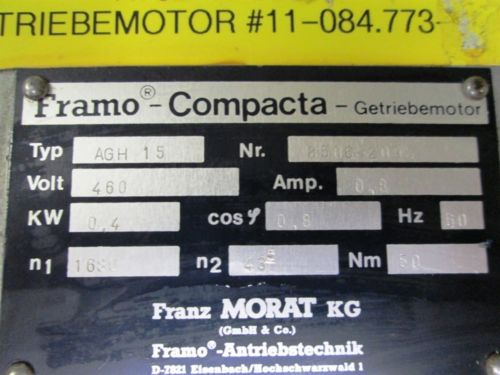 TRIEBEMOTOR #11-084.773-
Framo®-Compacta - Getriebemotor
Typ AGH 15 Nr.
Volt 460 Amp. 0,8
KW 0,4 cosφ 0,8 Hz 60
n1 n2 Nm 50
Franz MORAT KG
(GmbH & Co.)
Framo®-Antriebstechnik
D-7821 Eisenbach/Hochschwarzwald 1